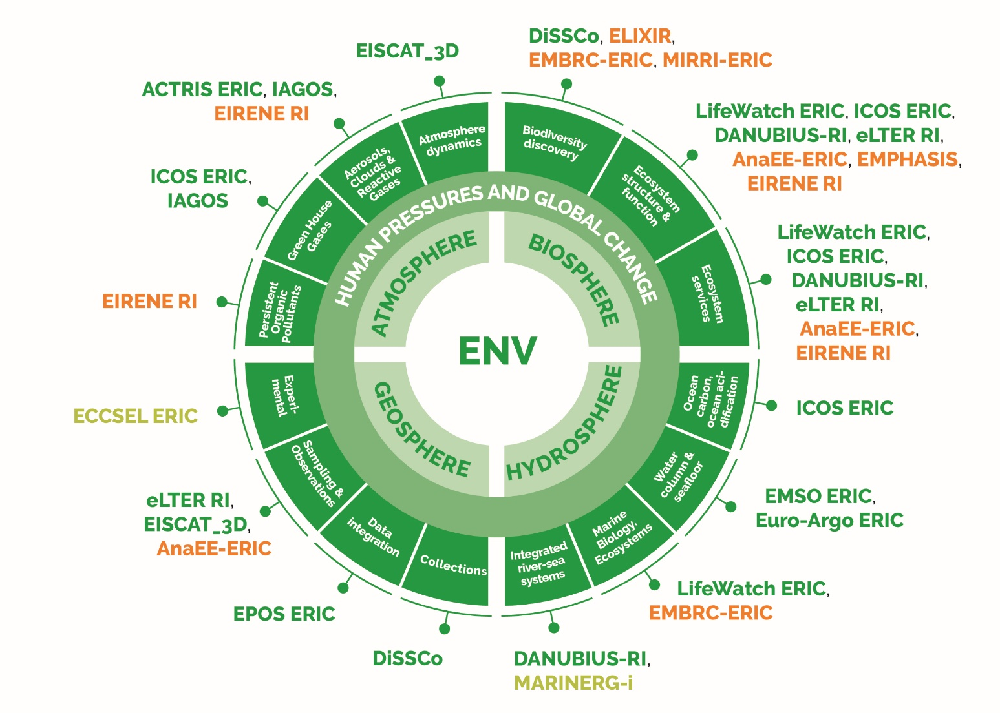 EISCAT_3D
DiSSCo, ELIXIR,
EMBRC-ERIC, MIRRI-ERIC
ACTRIS ERIC, IAGOS,
EIRENE RI
LifeWatch ERIC, ICOS ERIC,
DANUBIUS-RI, eLTER RI,
AnaEE-ERIC, EMPHASIS,
EIRENE RI
Atmosphere
dynamics
Biodiversity
discovery
Aerosols,
Clouds &
Reactive
Gases
Ecosystem
structure &
function
ICOS ERIC,
IAGOS
Green House
Gases
HUMAN PRESSURES AND GLOBAL CHANGE
LifeWatch ERIC,
ICOS ERIC,
DANUBIUS-RI,
eLTER RI,
AnaEE-ERIC,
EIRENE RI
ATMOSPHERE
BIOSPHERE
EIRENE RI
Persistent
Organic
Pollutants
Ecosystem
services
ENV
ECCSEL ERIC
Experi-
mental
GEOSPHERE
HYDROSPHERE
Ocean
carbon,
ocean aci-
dification
ICOS ERIC
Sampling &
Observations
Water
column &
seafloor
eLTER RI,
EISCAT_3D,
AnaEE-ERIC
EMSO ERIC,
Euro-Argo ERIC
Data
integration
Collections
Integrated
river-sea
systems
Marine
Biology,
Ecosystems
LifeWatch ERIC,
EMBRC-ERIC
EPOS ERIC
DiSSCo
DANUBIUS-RI,
MARINERG-i